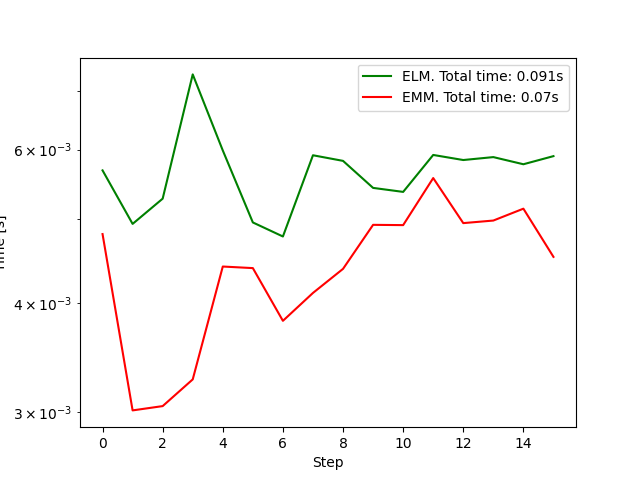 ELM. Total time: 0.091s
EMM. Total time: 0.07s
6 × 10⁻³
4 × 10⁻³
3 × 10⁻³
[s]
0 2 4 6 8 10 12 14
Step